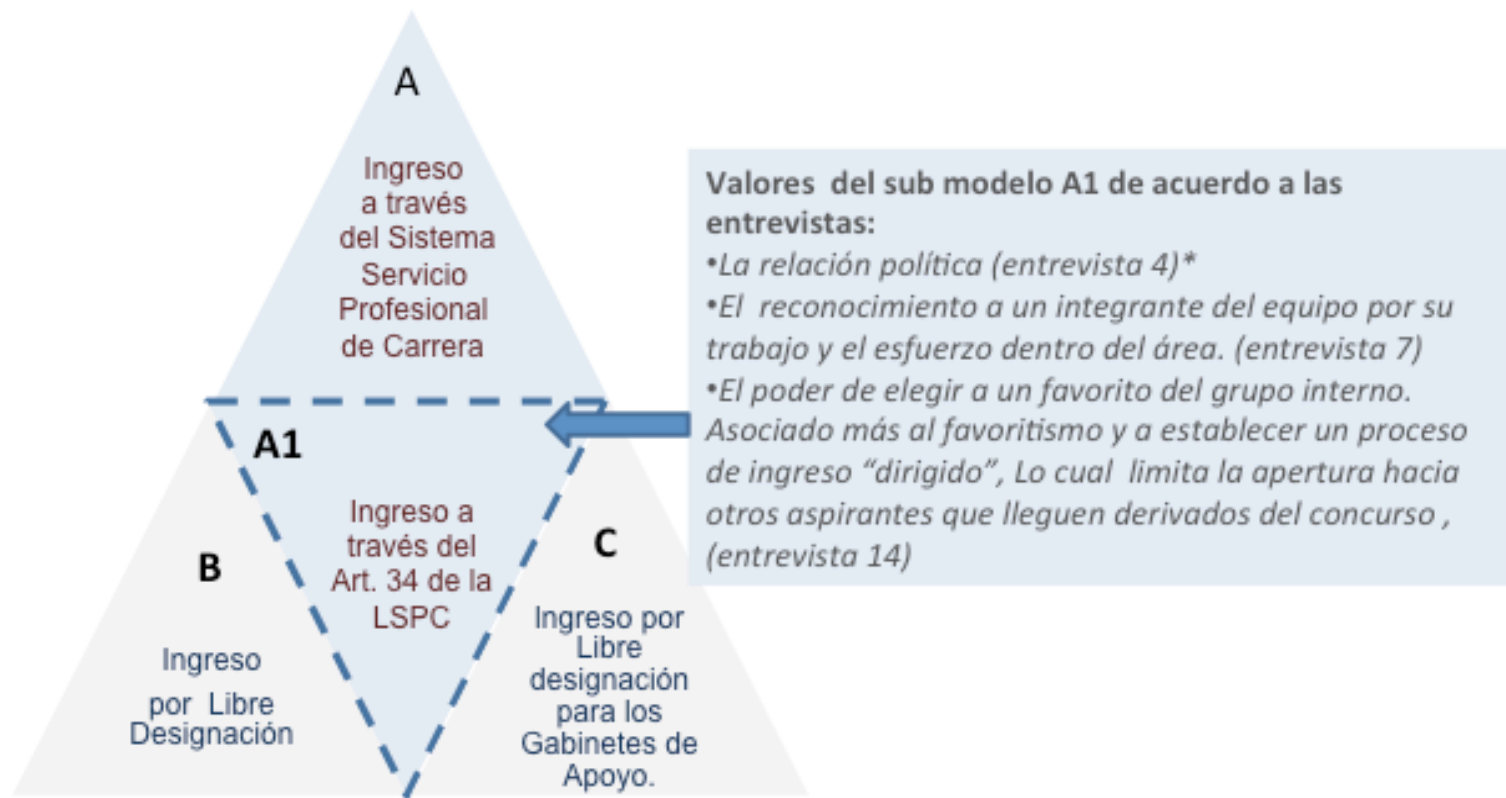 A
Ingreso
a través
del Sistema
Servicio
Profesional
de Carrera
A1
Ingreso a
través del
Art. 34 de la
LSPC
B
Ingreso
por Libre
Designación
C
Ingreso por
Libre
designación
para los
Gabinetes de
Apoyo.
Valores del sub modelo A1 de acuerdo a las
entrevistas:
•La relación política (entrevista 4)*
•El reconocimiento a un integrante del equipo por su
trabajo y el esfuerzo dentro del área. (entrevista 7)
•El poder de elegir a un favorito del grupo interno.
Asociado más al favoritismo y a establecer un proceso
de ingreso “dirigido”, Lo cual limita la apertura hacia
otros aspirantes que lleguen derivados del concurso ,
(entrevista 14)